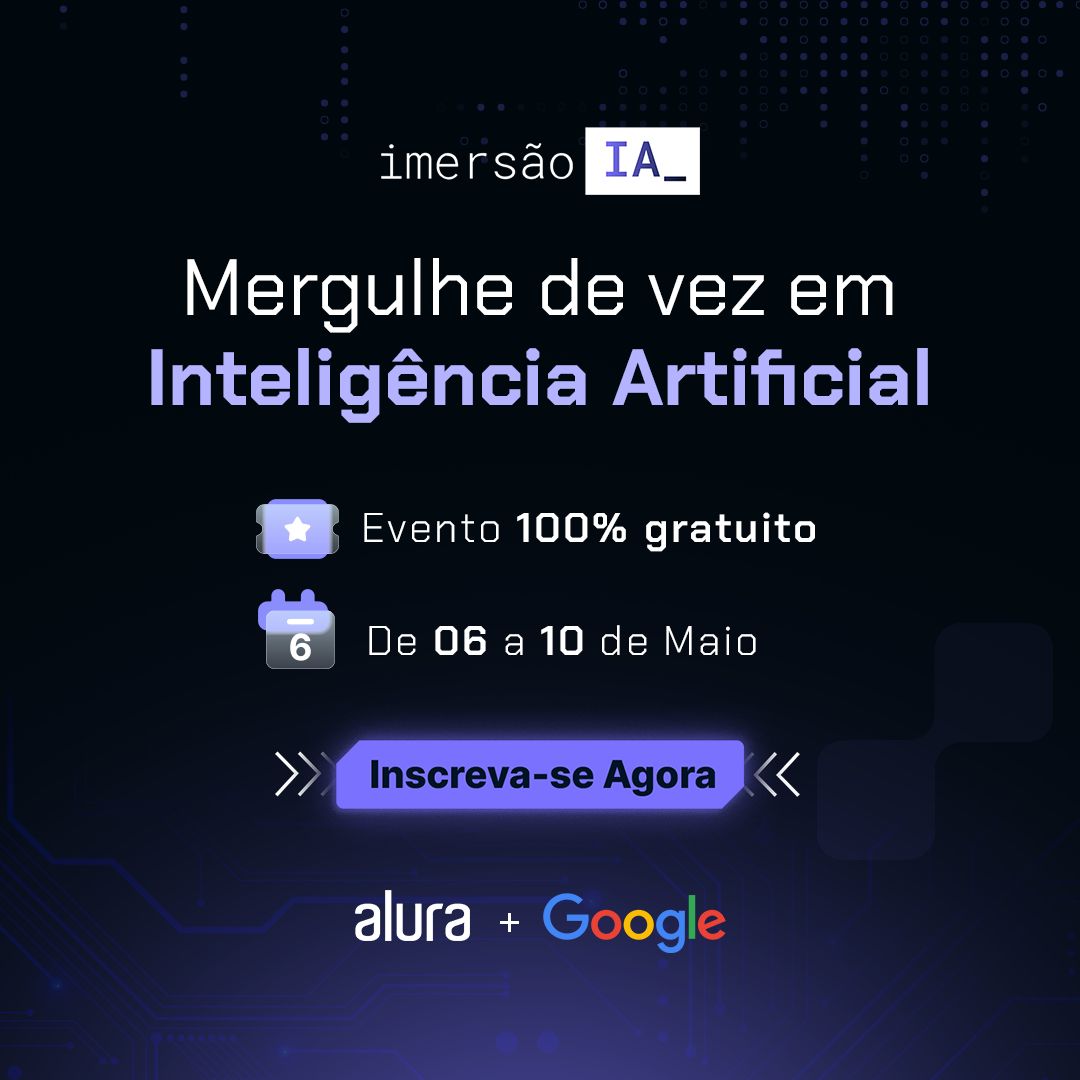 imersão IA_
Mergulhe de vez em
Inteligência Artificial
Evento 100% gratuito
6
De 06 a 10 de Maio
Inscreva-se Agora
alura + Google